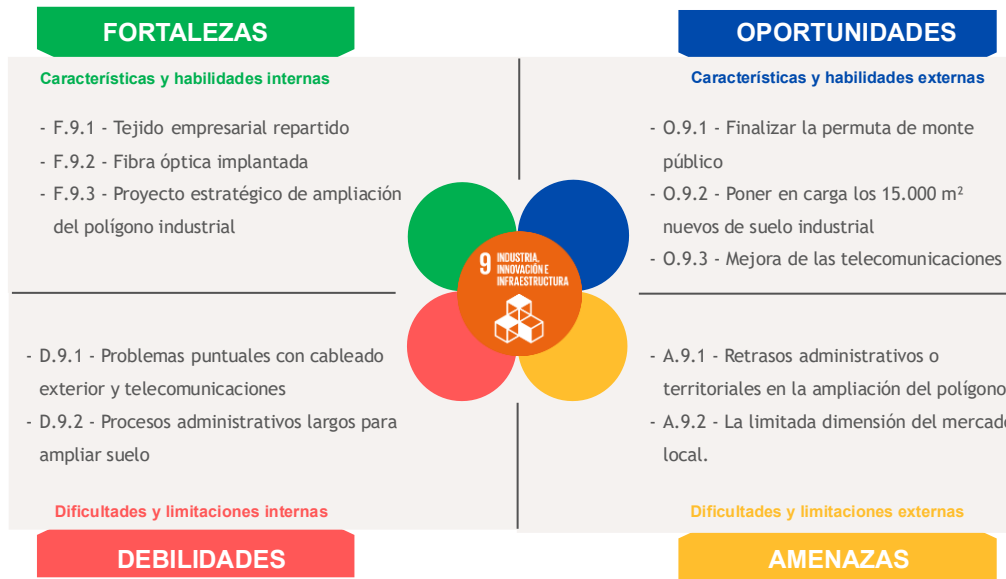 FORTALEZAS
Características y habilidades internas
- F.9.1 - Tejido empresarial repartido
- F.9.2 - Fibra óptica implantada
- F.9.3 - Proyecto estratégico de ampliación
del polígono industrial
OPORTUNIDADES
Características y habilidades externas
- O.9.1 - Finalizar la permuta de monte
público
- O.9.2 - Poner en carga los 15.000 m²
nuevos de suelo industrial
- O.9.3 - Mejora de las telecomunicaciones
9 INDUSTRIA,
INNOVACIÓN E
INFRAESTRUCTURA
- D.9.1 - Problemas puntuales con cableado
exterior y telecomunicaciones
- D.9.2 - Procesos administrativos largos para
ampliar suelo
Dificultades y limitaciones internas
DEBILIDADES
- A.9.1 - Retrasos administrativos o
territoriales en la ampliación del polígono
- A.9.2 - La limitada dimensión del mercado
local.
Dificultades y limitaciones externas
AMENAZAS